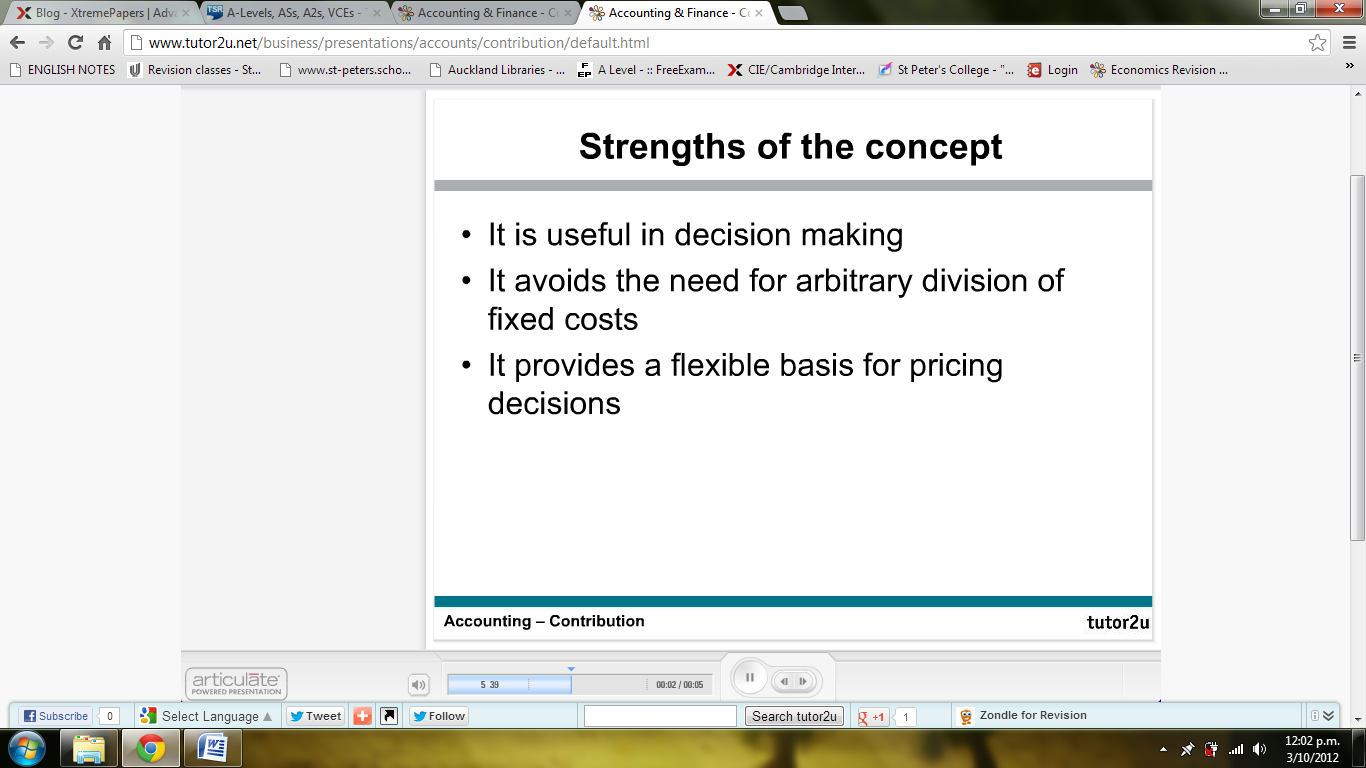 Blog - XtremePapers | Adva
A-Levels, ASs, A2s, VCEs -
Accounting & Finance - Co
Accounting & Finance - Co
www.tutor2u.net/business/presentations/accounts/contribution/default.html
ENGLISH NOTES
Revision classes - St...
www.st-peters.scho...
Auckland Libraries - ...
A Level - :: FreeExam...
CIE/Cambridge Inter...
St Peter's College - "...
Login
Economics Revision ...
Strengths of the concept
• It is useful in decision making
• It avoids the need for arbitrary division of
fixed costs
• It provides a flexible basis for pricing
decisions
Accounting – Contribution
tutor2u
articulate
POWERED PRESENTATION
5 39
00:02 / 00:05
Subscribe 0
Select Language
Tweet
Follow
Search tutor2u
+1 1
Zondle for Revision
12:02 p.m.
3/10/2012